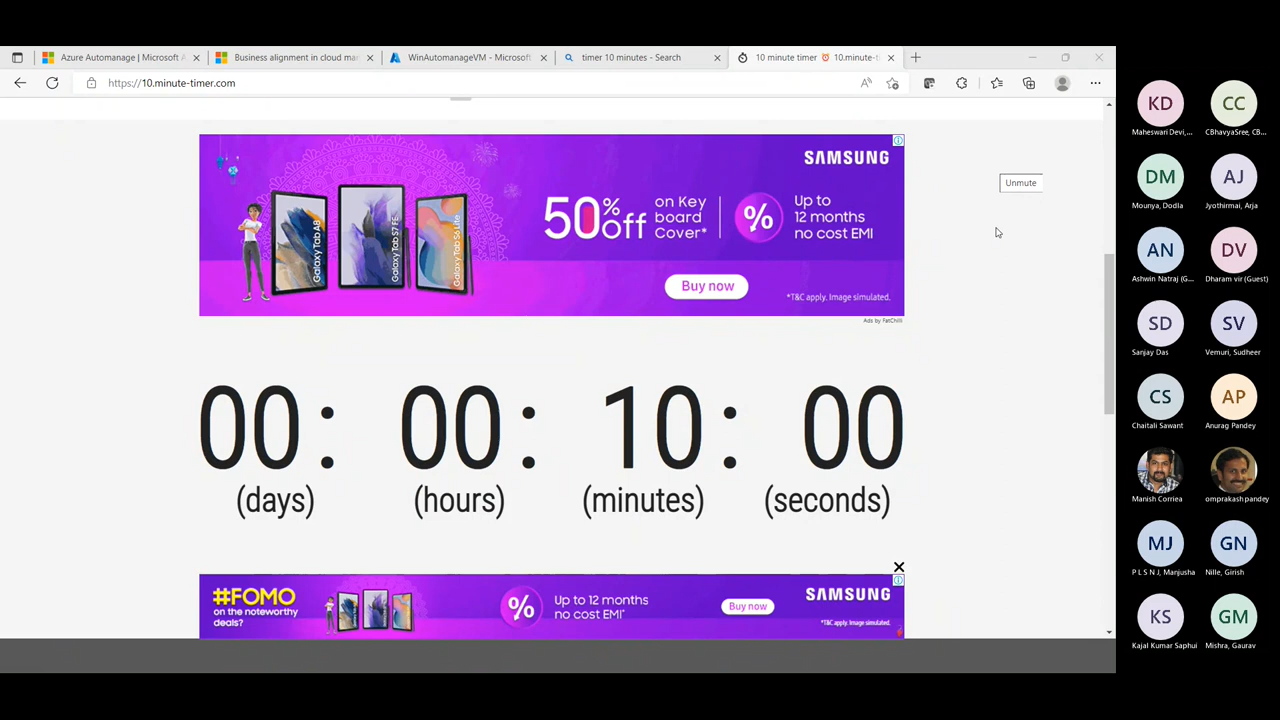 Azure Automanage | Microsoft A
Business alignment in cloud ma
WinAutomanageVM - Microsoft
timer 10 minutes - Search
10 minute timer ⏰ 10.minute-t
https://10.minute-timer.com
SAMSUNG
50% off
on Key
board
Cover*
%
Up to
12 months
no cost EMI
Galaxy Tab A8
Galaxy Tab S7 FE
Galaxy Tab S6 Lite
Buy now
*T&C apply. Image simulated.
Ads by FatChilli
Unmute
00: 00: 10: 00
(days) (hours) (minutes) (seconds)
#FOMO
on the noteworthy
deals?
%
Up to 12 months
no cost EMI*
Buy now
SAMSUNG
*T&C apply. Image simulated.
KD CC
Maheswari Devi,... CBhavyaSree, CB...
DM AJ
Mounya, Dodla Jyothirmai, Arja
AN DV
Ashwin Natraj (G... Dharam vir (Guest)
SD SV
Sanjay Das Vemuri, Sudheer
CS AP
Chaitali Sawant Anurag Pandey
Manish Corriea omprakash pandey
MJ GN
P L S N J, Manjusha Nille, Girish
KS GM
Kajal Kumar Saphui Mishra, Gaurav